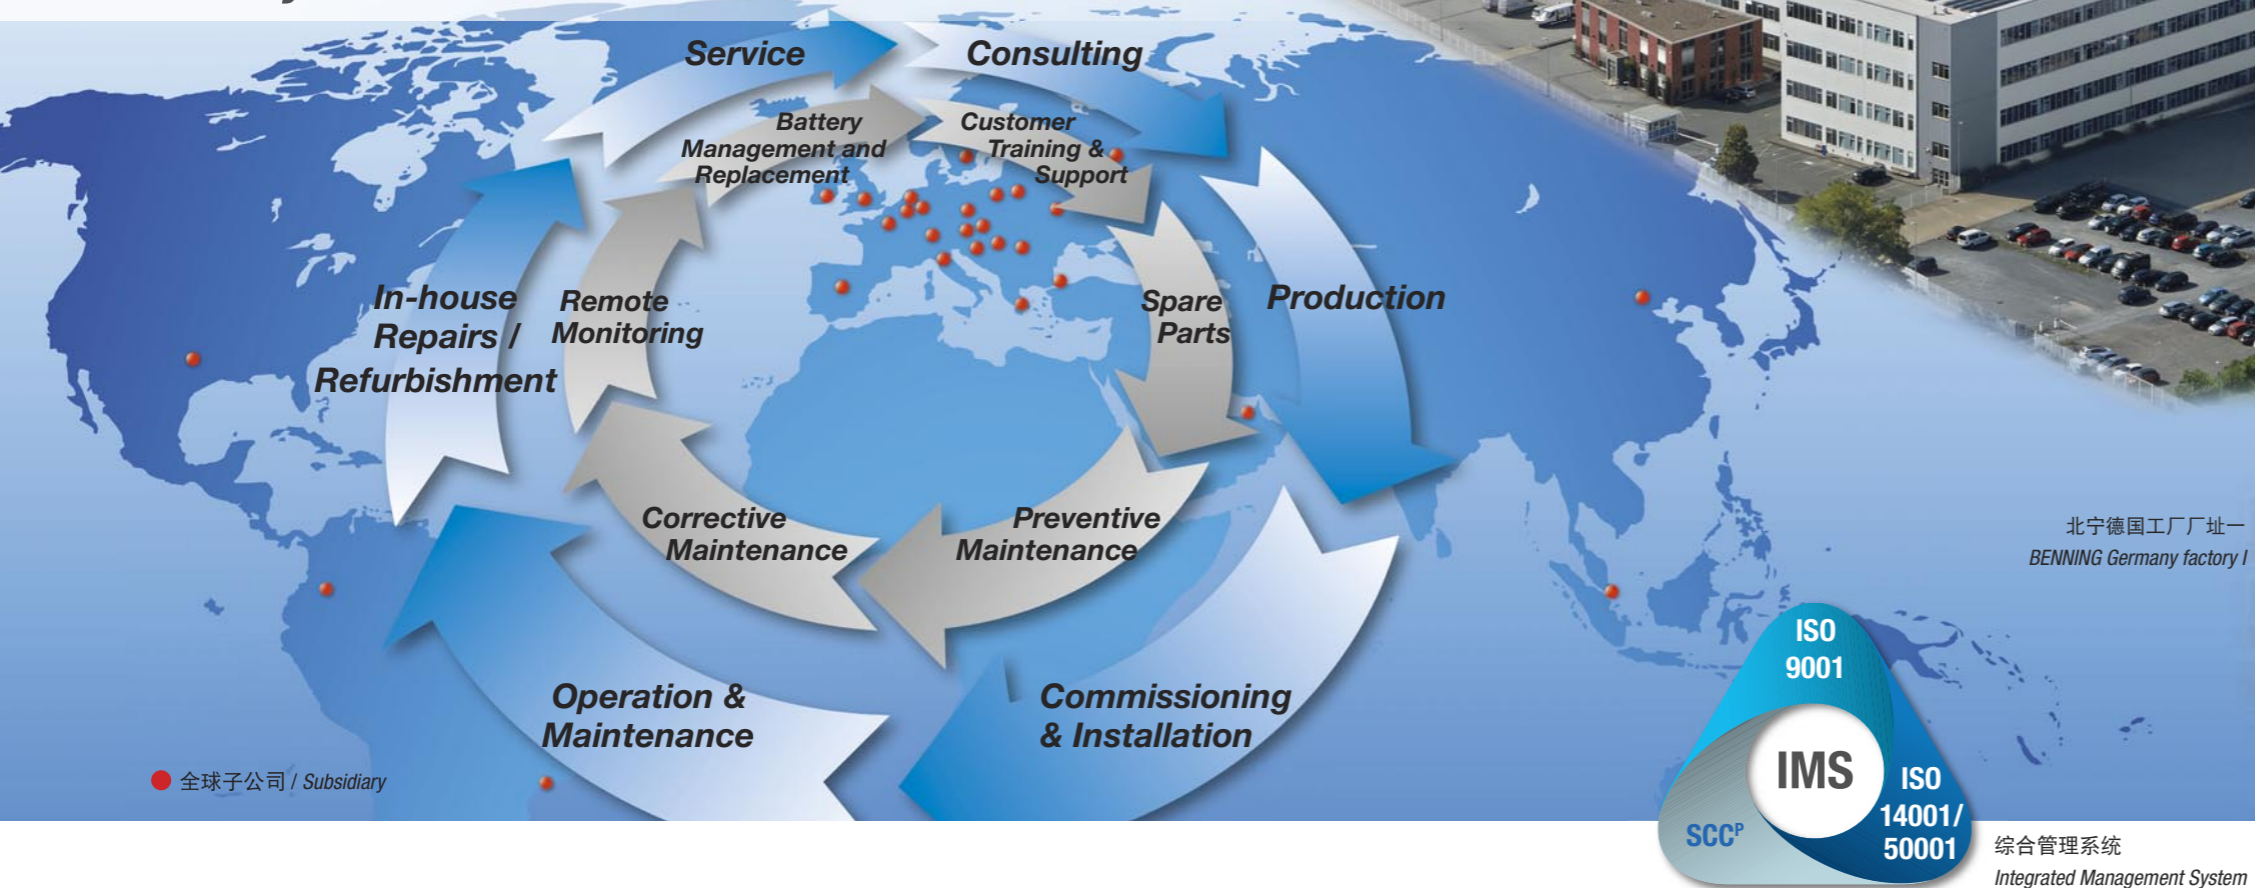 Service
Consulting
Battery
Management and
Replacement
Customer
Training &
Support
In-house
Repairs /
Refurbishment
Remote
Monitoring
Spare
Parts
Production
Corrective
Maintenance
Preventive
Maintenance
Operation &
Maintenance
Commissioning
& Installation
全球子公司 / Subsidiary
北宁德国工厂厂址一
BENNING Germany factory I
ISO
9001
IMS
ISO
14001/
50001
SCCᴾ
综合管理系统
Integrated Management System